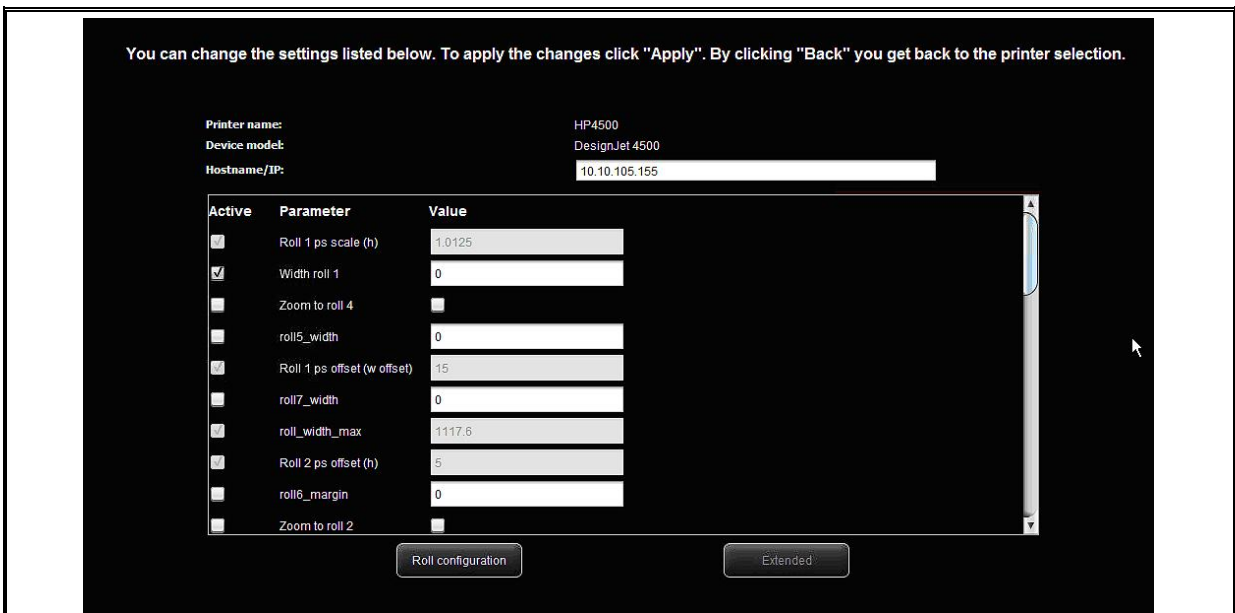 You can change the settings listed below. To apply the changes click "Apply". By clicking "Back" you get back to the printer selection.
Printer name: HP4500
Device model: DesignJet 4500
Hostname/IP: 10.10.105.155
Active Parameter Value
Roll 1 ps scale (h) 1.0125
Width roll 1 0
Zoom to roll 4
roll5_width 0
Roll 1 ps offset (w offset) 15
roll7_width 0
roll_width_max 1117.6
Roll 2 ps offset (h) 5
roll6_margin 0
Zoom to roll 2
Roll configuration Extended